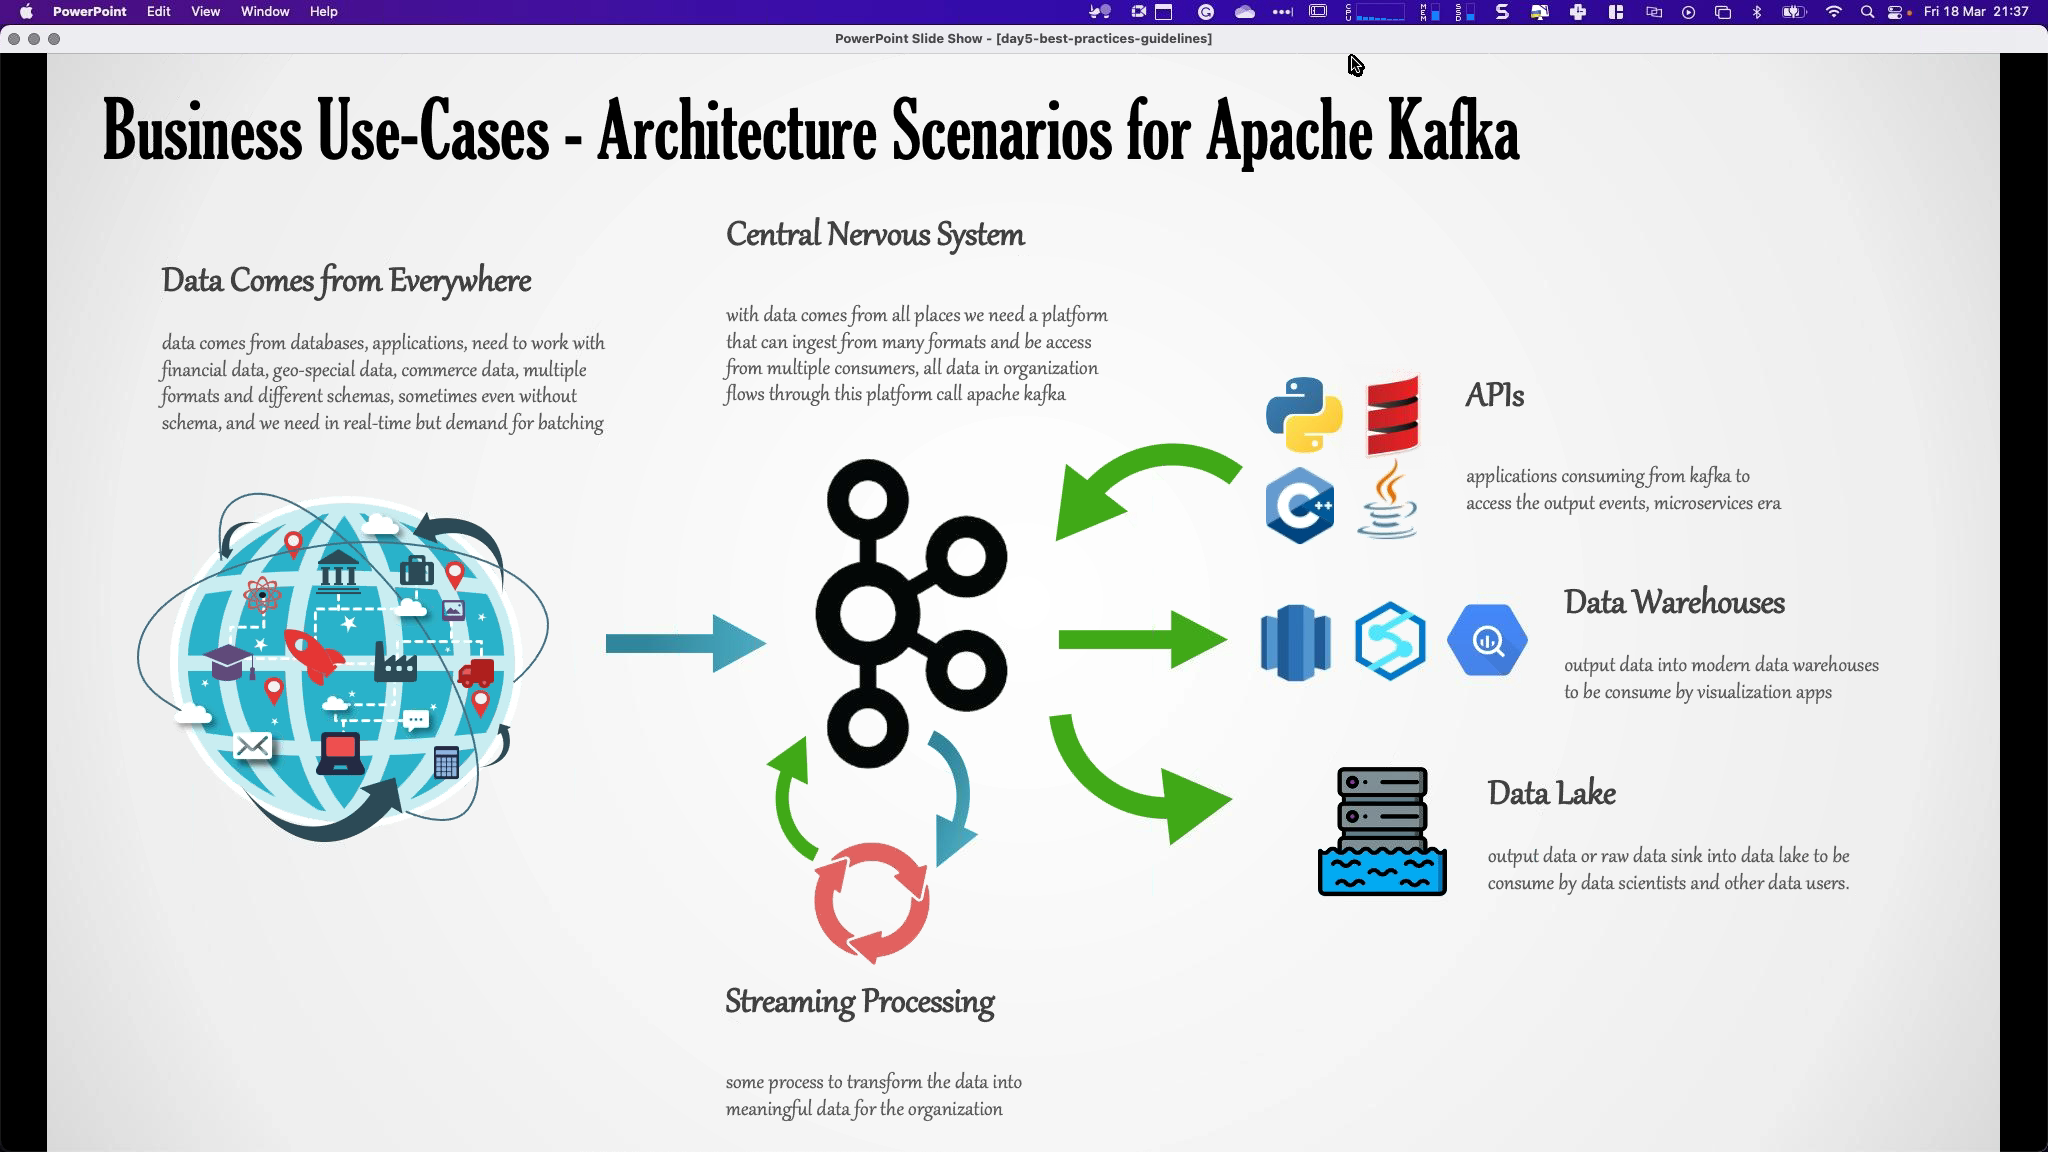 PowerPoint Edit View Window Help
CPU MEM SSD Fri 18 Mar 21:37
PowerPoint Slide Show - [day5-best-practices-guidelines]
Business Use-Cases - Architecture Scenarios for Apache Kafka
Data Comes from Everywhere
data comes from databases, applications, need to work with
financial data, geo-special data, commerce data, multiple
formats and different schemas, sometimes even without
schema, and we need in real-time but demand for batching
Central Nervous System
with data comes from all places we need a platform
that can ingest from many formats and be access
from multiple consumers, all data in organization
flows through this platform call apache kafka
C++
APIs
applications consuming from kafka to
access the output events, microservices era
Data Warehouses
output data into modern data warehouses
to be consume by visualization apps
Data Lake
output data or raw data sink into data lake to be
consume by data scientists and other data users.
Streaming Processing
some process to transform the data into
meaningful data for the organization